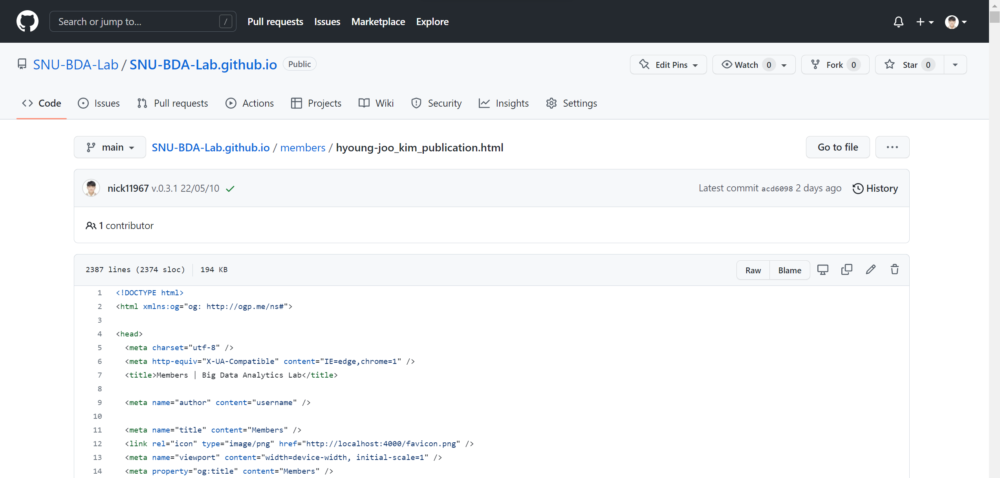 Search or jump to... /
Pull requests Issues Marketplace Explore
SNU-BDA-Lab / SNU-BDA-Lab.github.io Public
Edit Pins Watch 0 Fork 0 Star 0
Code Issues Pull requests Actions Projects Wiki Security Insights Settings
main SNU-BDA-Lab.github.io / members / hyoung-joo_kim_publication.html Go to file ...
nick11967 v.0.3.1 22/05/10 Latest commit acd6098 2 days ago History
1 contributor
2387 lines (2374 sloc) 194 KB Raw Blame
1 <!DOCTYPE html>
2 <html xmlns:og="og: http://ogp.me/ns#">
3
4 <head>
5 <meta charset="utf-8" />
6 <meta http-equiv="X-UA-Compatible" content="IE=edge,chrome=1" />
7 <title>Members | Big Data Analytics Lab</title>
8
9 <meta name="author" content="username" />
10
11 <meta name="title" content="Members" />
12 <link rel="icon" type="image/png" href="http://localhost:4000/favicon.png" />
13 <meta name="viewport" content="width=device-width, initial-scale=1" />
14 <meta property="og:title" content="Members" />